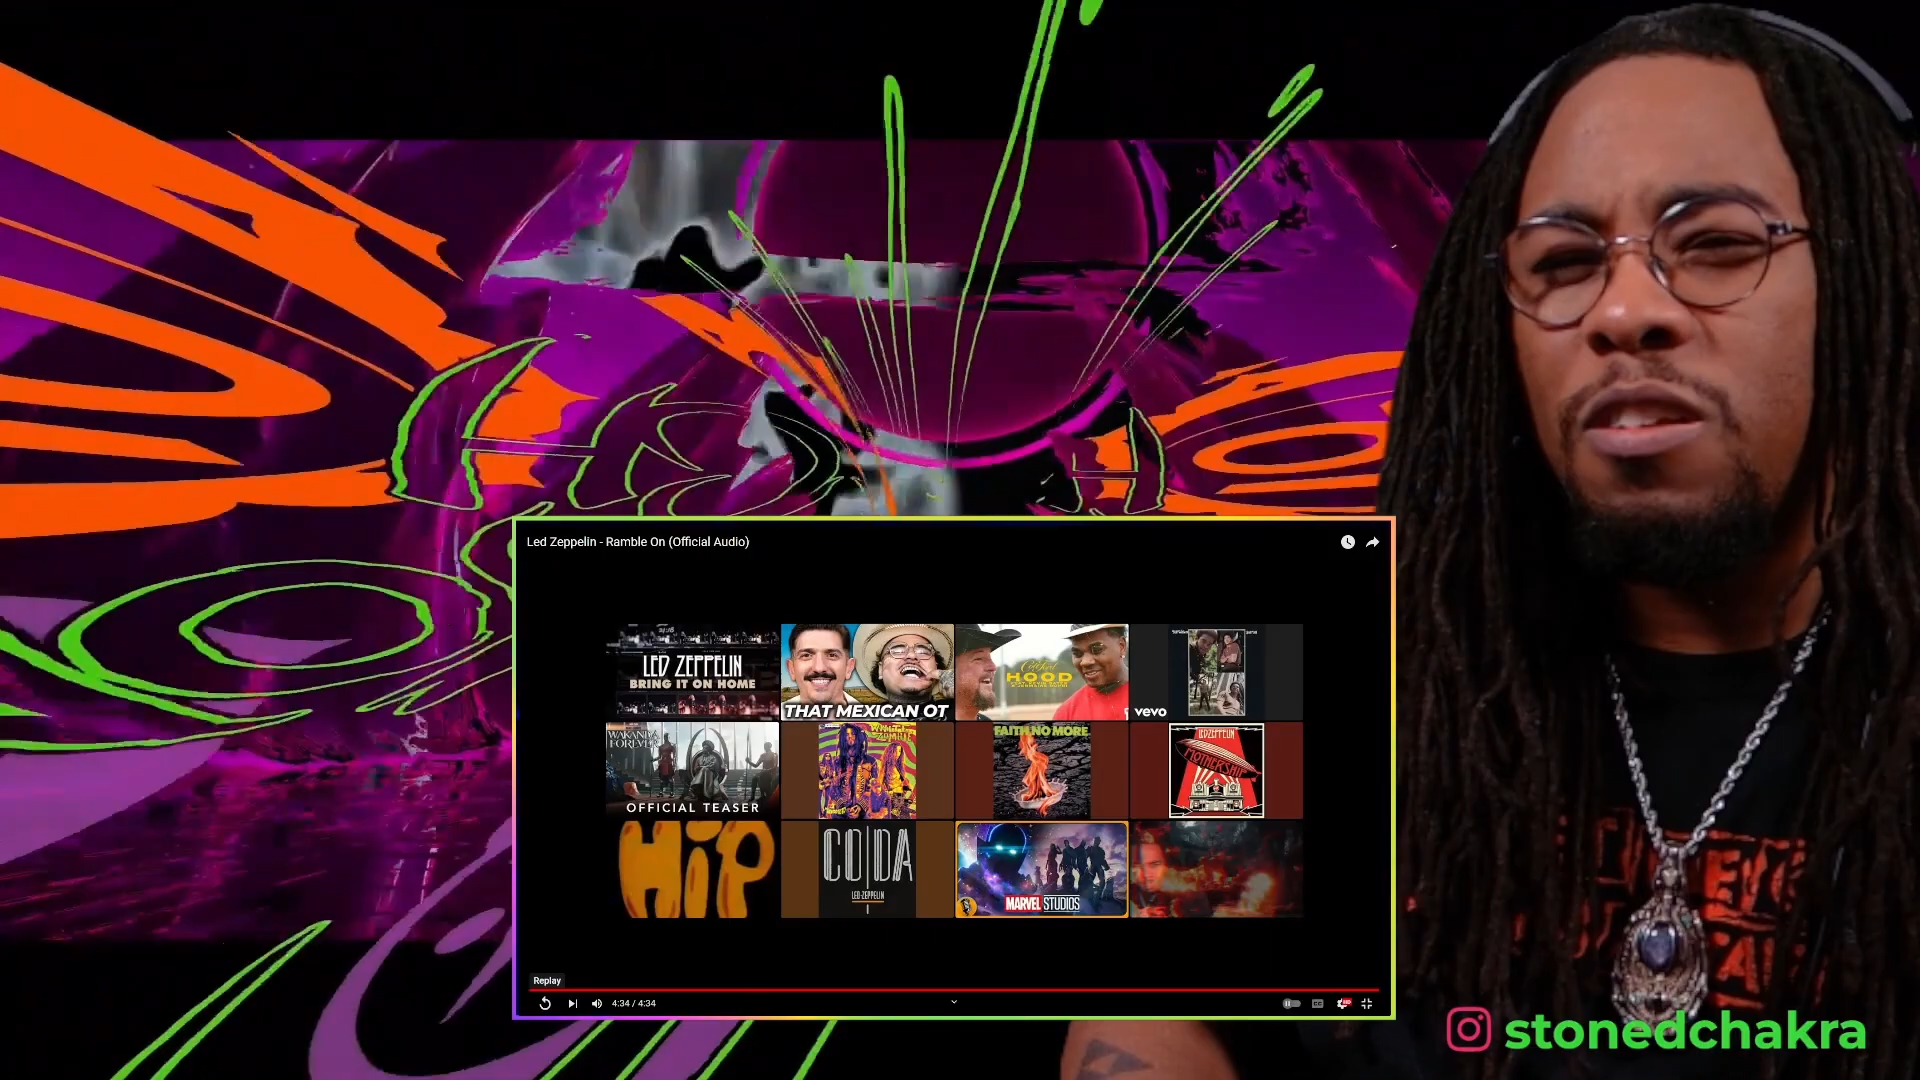 Led Zeppelin - Ramble On (Official Audio)
LED ZEPPELIN
BRING IT ON HOME
THAT MEXICAN OT
HOOD
vevo
WAKANDA
FOREVER
OFFICIAL TEASER
FAITH NO MORE
LED ZEPPELIN
MOTHERSHIP
HiP
CODA
LED ZEPPELIN
MARVEL STUDIOS
Replay
4:34 / 4:34
stonedchakra